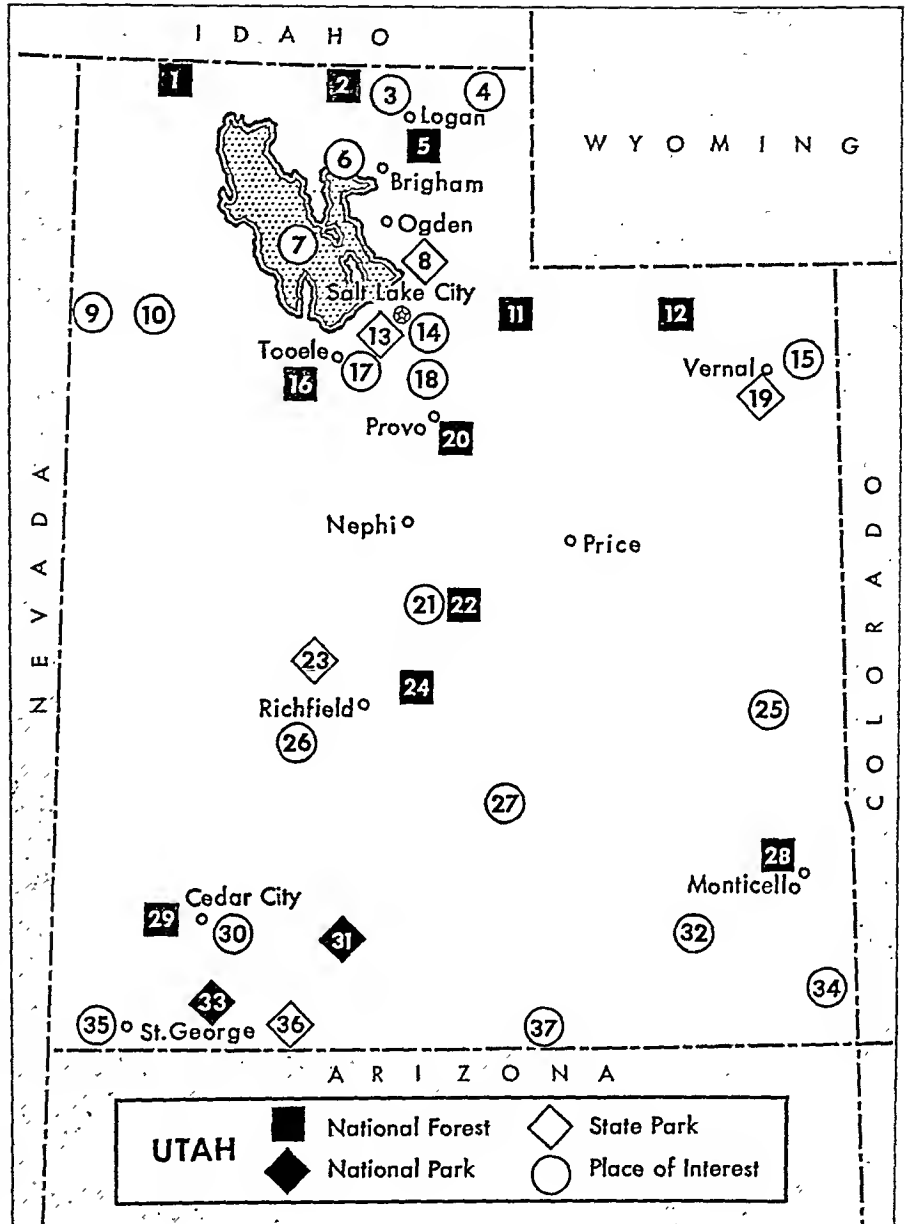 IDAHO
1
2
3
4
Logan
5
WYOMING
6
Brigham
Ogden
7
8
Salt Lake City
9
10
11
12
13
14
Tooele
15
16
17
18
Vernal
19
Provo
20
NEVADA
COLORADO
Nephi
Price
21
22
23
24
Richfield
25
26
27
28
Monticello
Cedar City
29
30
31
32
33
34
35
St. George
36
37
ARIZONA
UTAH
National Forest
State Park
National Park
Place of Interest